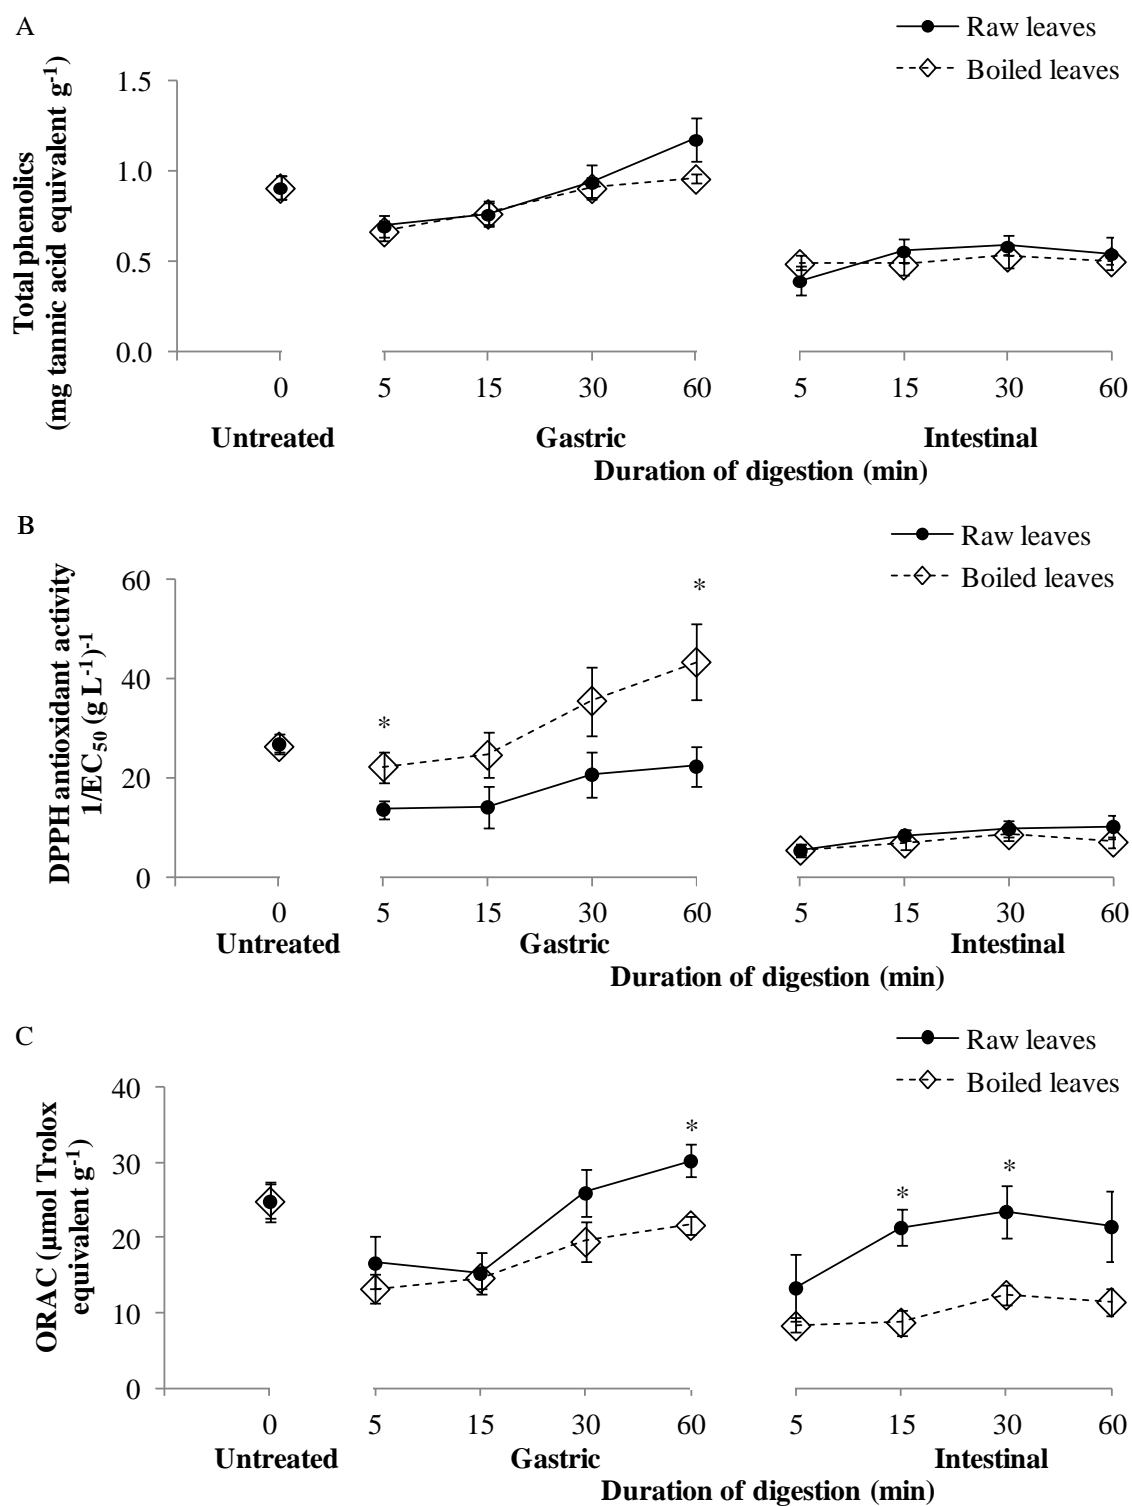 A
Raw leaves
Boiled leaves
Total phenolics
(mg tannic acid equivalent g⁻¹)
1.5
1.0
0.5
0.0
0 5 15 30 60 5 15 30 60
Untreated Gastric Intestinal
Duration of digestion (min)
B
Raw leaves
Boiled leaves
DPPH antioxidant activity
1/EC₅₀ (g L⁻¹)⁻¹
60
40
20
0
* *
0 5 15 30 60 5 15 30 60
Untreated Gastric Intestinal
Duration of digestion (min)
C
Raw leaves
Boiled leaves
ORAC (µmol Trolox
equivalent g⁻¹)
40
30
20
10
0
* * *
0 5 15 30 60 5 15 30 60
Untreated Gastric Intestinal
Duration of digestion (min)